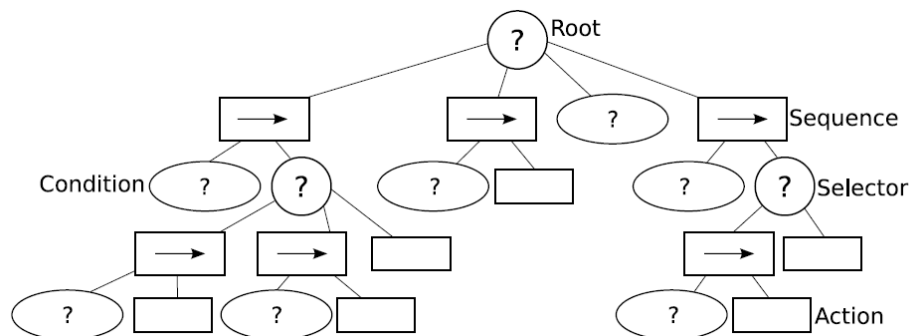 ? Root
? Sequence
Condition ? ? ? ? ? Selector
? ? ? Action